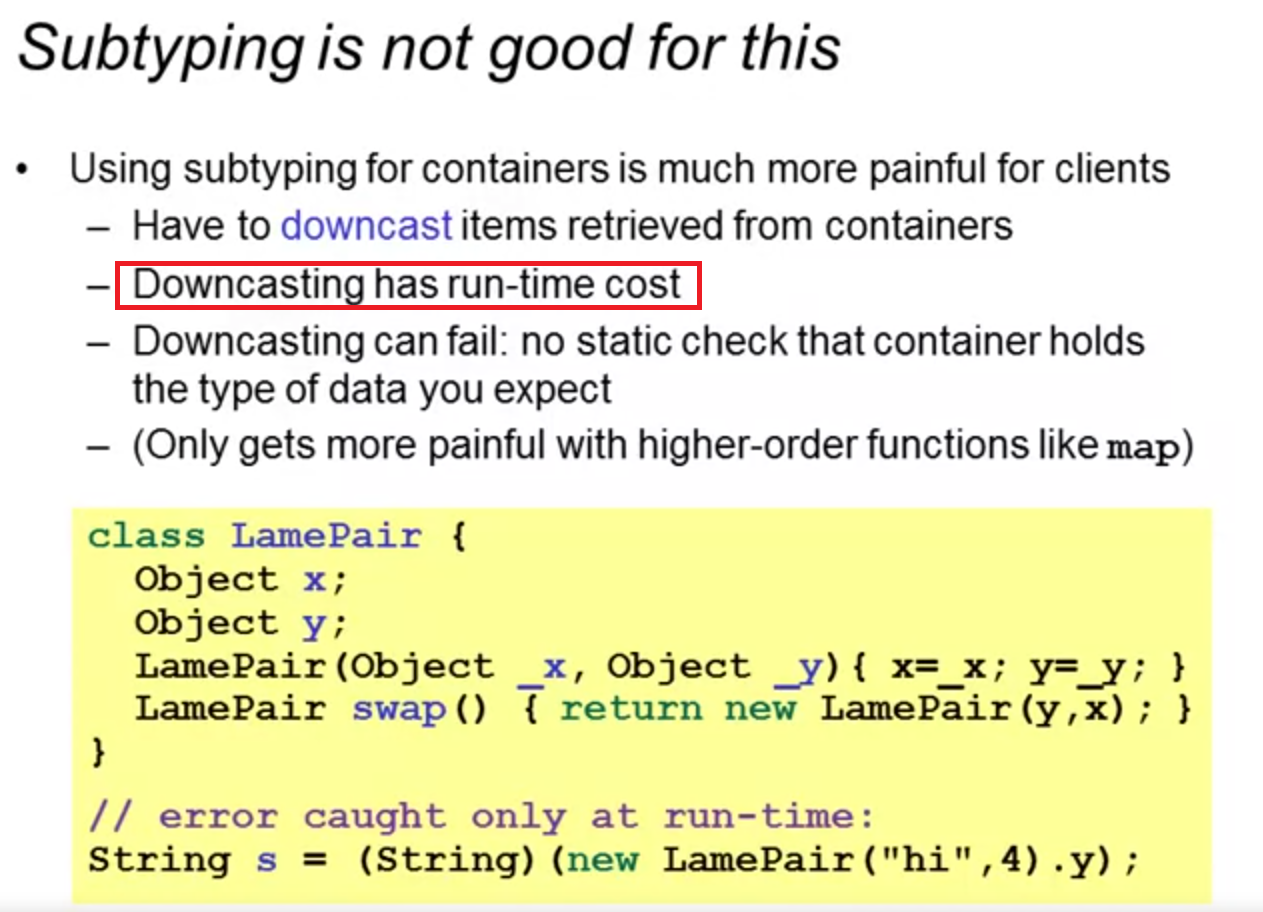 Subtyping is not good for this
• Using subtyping for containers is much more painful for clients
– Have to downcast items retrieved from containers
– Downcasting has run-time cost
– Downcasting can fail: no static check that container holds
the type of data you expect
– (Only gets more painful with higher-order functions like map)
class LamePair {
Object x;
Object y;
LamePair(Object _x, Object _y){ x=_x; y=_y; }
LamePair swap() { return new LamePair(y,x); }
}
// error caught only at run-time:
String s = (String)(new LamePair("hi",4).y);